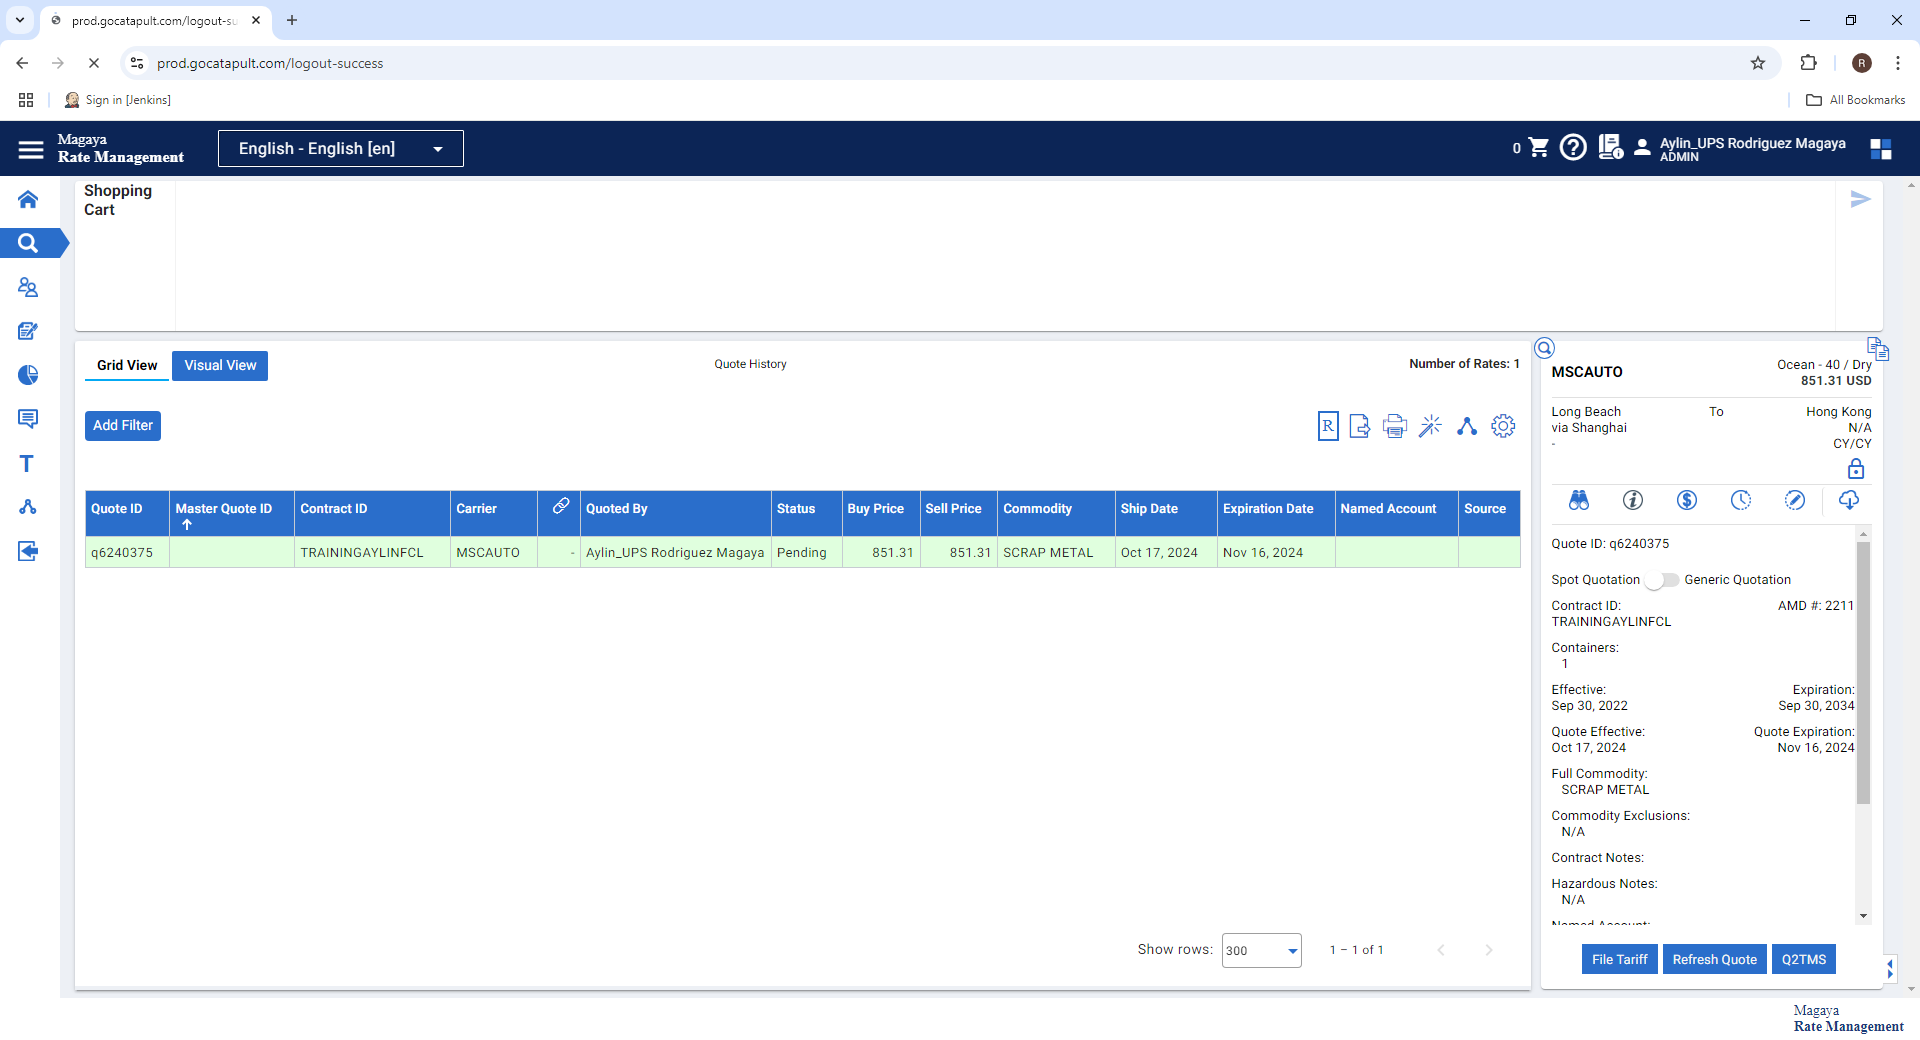 prod.gocatapult.com/logout-su
prod.gocatapult.com/logout-success
R
Sign in [Jenkins]
All Bookmarks
Magaya
Rate Management
English - English [en]
0
Aylin_UPS Rodriguez Magaya
ADMIN
Shopping
Cart
Grid View
Visual View
Quote History
Number of Rates: 1
Add Filter
R
Quote ID
Master Quote ID
Contract ID
Carrier
Quoted By
Status
Buy Price
Sell Price
Commodity
Ship Date
Expiration Date
Named Account
Source
q6240375
TRAININGAYLINFCL
MSCAUTO
-
Aylin_UPS Rodriguez Magaya
Pending
851.31
851.31
SCRAP METAL
Oct 17, 2024
Nov 16, 2024
Show rows:
300
1 – 1 of 1
MSCAUTO
Ocean - 40 / Dry
851.31 USD
Long Beach
To
Hong Kong
via Shanghai
N/A
-
CY/CY
Quote ID: q6240375
Spot Quotation
Generic Quotation
Contract ID:
AMD #: 2211
TRAININGAYLINFCL
Containers:
1
Effective:
Expiration:
Sep 30, 2022
Sep 30, 2034
Quote Effective:
Quote Expiration:
Oct 17, 2024
Nov 16, 2024
Full Commodity:
SCRAP METAL
Commodity Exclusions:
N/A
Contract Notes:
Hazardous Notes:
N/A
Named Account:
File Tariff
Refresh Quote
Q2TMS
T
Magaya
Rate Management